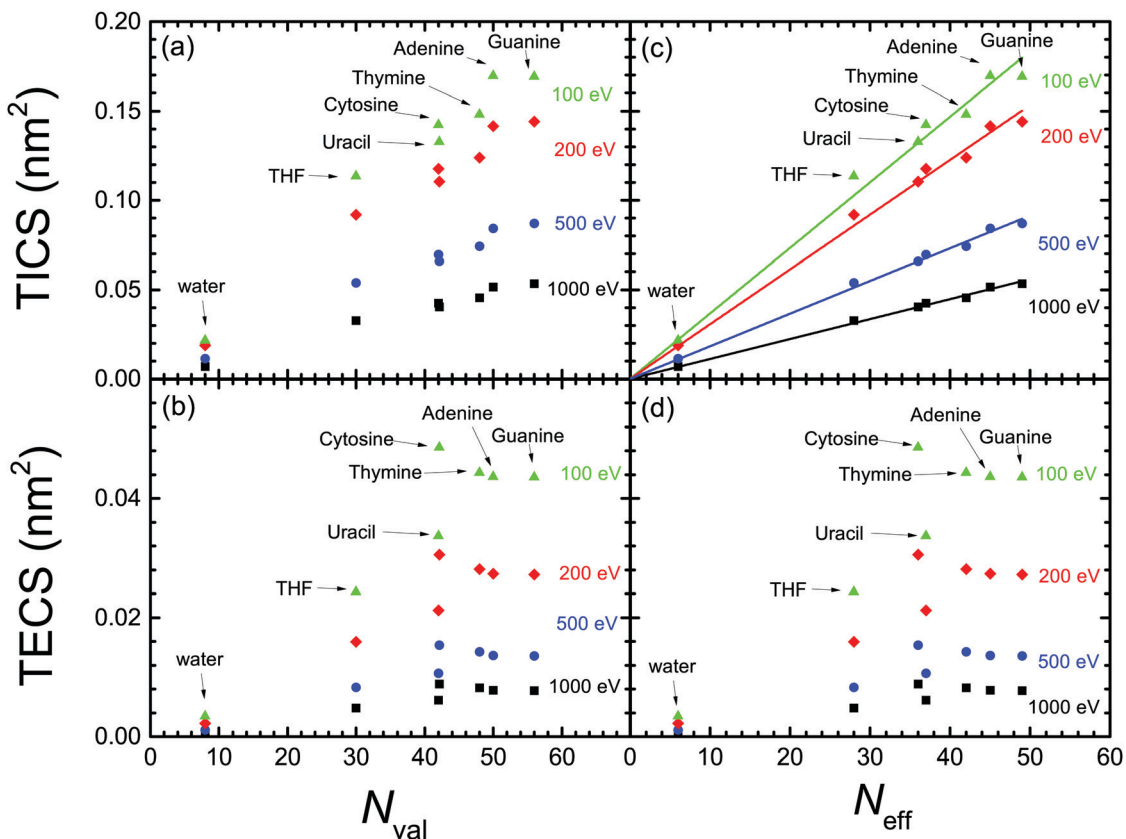 TICS (nm²)
0.20
0.15
0.10
0.05
0.00
(a)
Adenine
Guanine
Thymine
100 eV
Cytosine
Uracil
200 eV
THF
500 eV
1000 eV
water
(c)
Guanine
Adenine
100 eV
Thymine
Cytosine
200 eV
Uracil
THF
500 eV
water
1000 eV
TECS (nm²)
0.04
0.02
0.00
(b)
Adenine
Cytosine
Guanine
Thymine
100 eV
Uracil
THF
200 eV
500 eV
water
1000 eV
0 10 20 30 40 50
N_val
(d)
Cytosine
Adenine
Guanine
Thymine
100 eV
Uracil
THF
200 eV
500 eV
water
1000 eV
0 10 20 30 40 50 60
N_eff